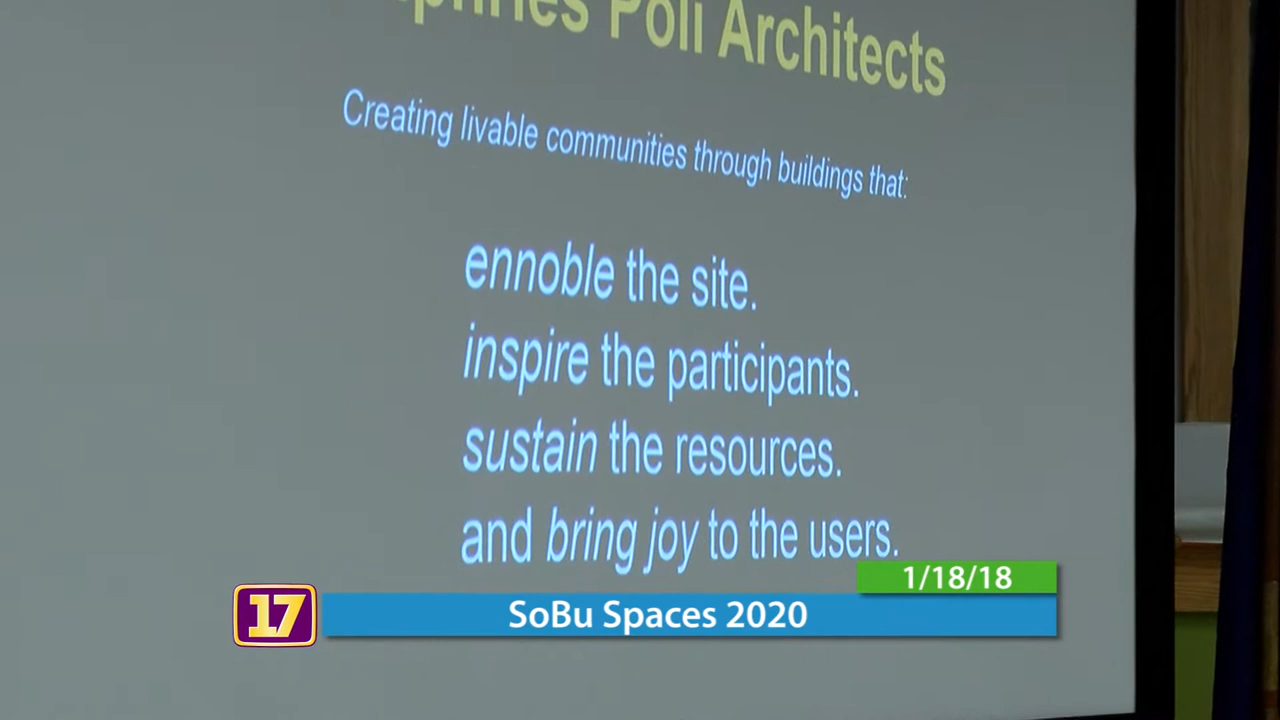 Poli Architects
Creating livable communities through buildings that:
ennoble the site.
inspire the participants.
sustain the resources.
and bring joy to the users.
1/18/18
17
SoBu Spaces 2020